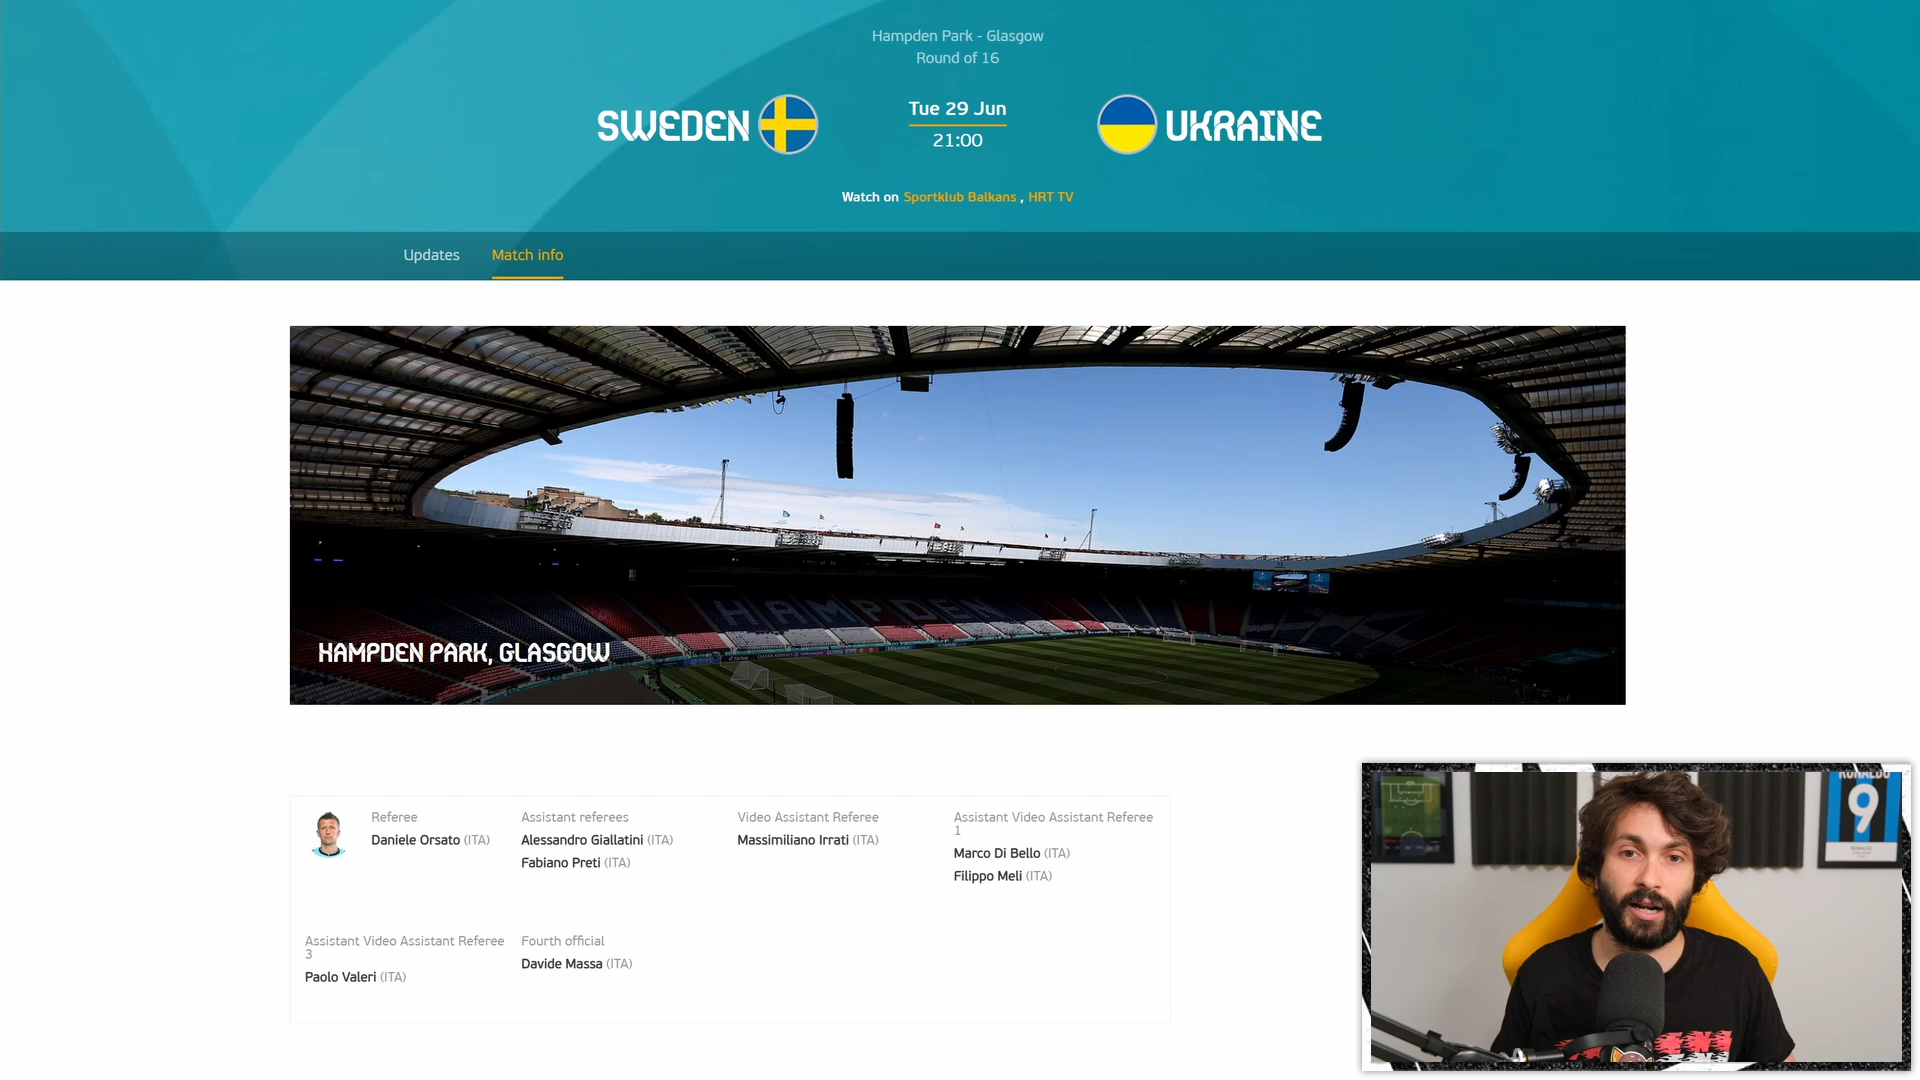 Hampden Park - Glasgow
Round of 16
SWEDEN
Tue 29 Jun
21:00
UKRAINE
Watch on Sportklub Balkans , HRT TV
Updates
Match info
HAMPDEN
HAMPDEN PARK, GLASGOW
Referee
Daniele Orsato (ITA)
Assistant referees
Alessandro Giallatini (ITA)
Fabiano Preti (ITA)
Video Assistant Referee
Massimiliano Irrati (ITA)
Assistant Video Assistant Referee
1
Marco Di Bello (ITA)
Filippo Meli (ITA)
Assistant Video Assistant Referee
3
Paolo Valeri (ITA)
Fourth official
Davide Massa (ITA)
RONALDO
9